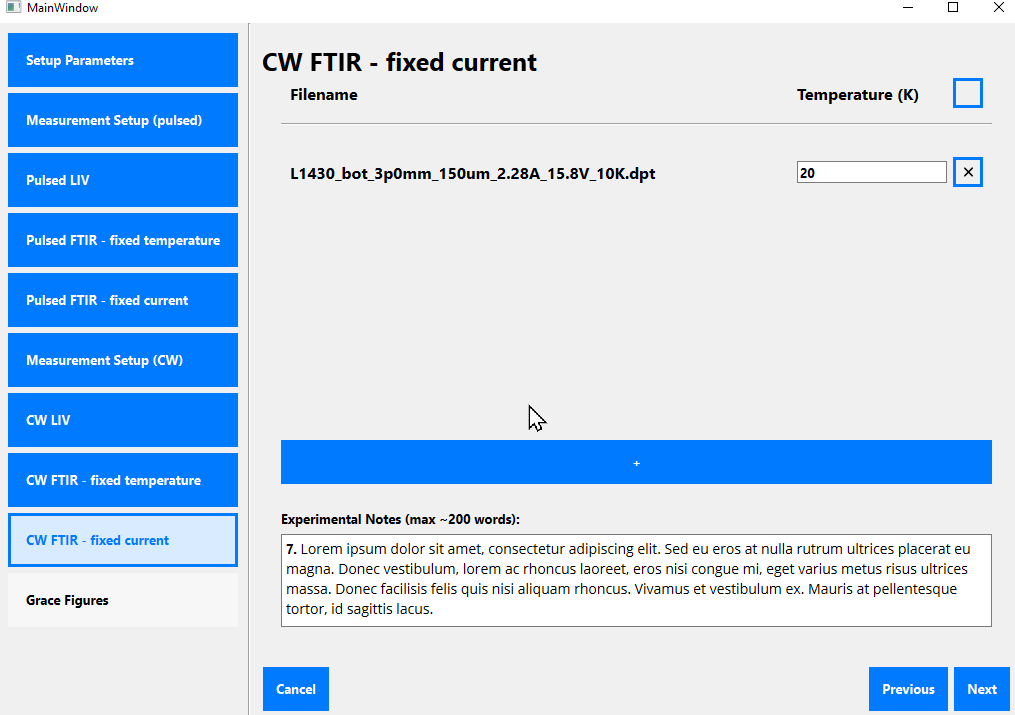 MainWindow
Setup Parameters
Measurement Setup (pulsed)
Pulsed LIV
Pulsed FTIR - fixed temperature
Pulsed FTIR - fixed current
Measurement Setup (CW)
CW LIV
CW FTIR - fixed temperature
CW FTIR - fixed current
Grace Figures
CW FTIR - fixed current
Filename Temperature (K)
L1430_bot_3p0mm_150um_2.28A_15.8V_10K.dpt 20 ✕
+
Experimental Notes (max ~200 words):
7. Lorem ipsum dolor sit amet, consectetur adipiscing elit. Sed eu eros at nulla rutrum ultrices placerat eu
magna. Donec vestibulum, lorem ac rhoncus laoreet, eros nisi congue mi, eget varius metus risus ultrices
massa. Donec facilisis felis quis nisi aliquam rhoncus. Vivamus et vestibulum ex. Mauris at pellentesque
tortor, id sagittis lacus.
Cancel Previous Next